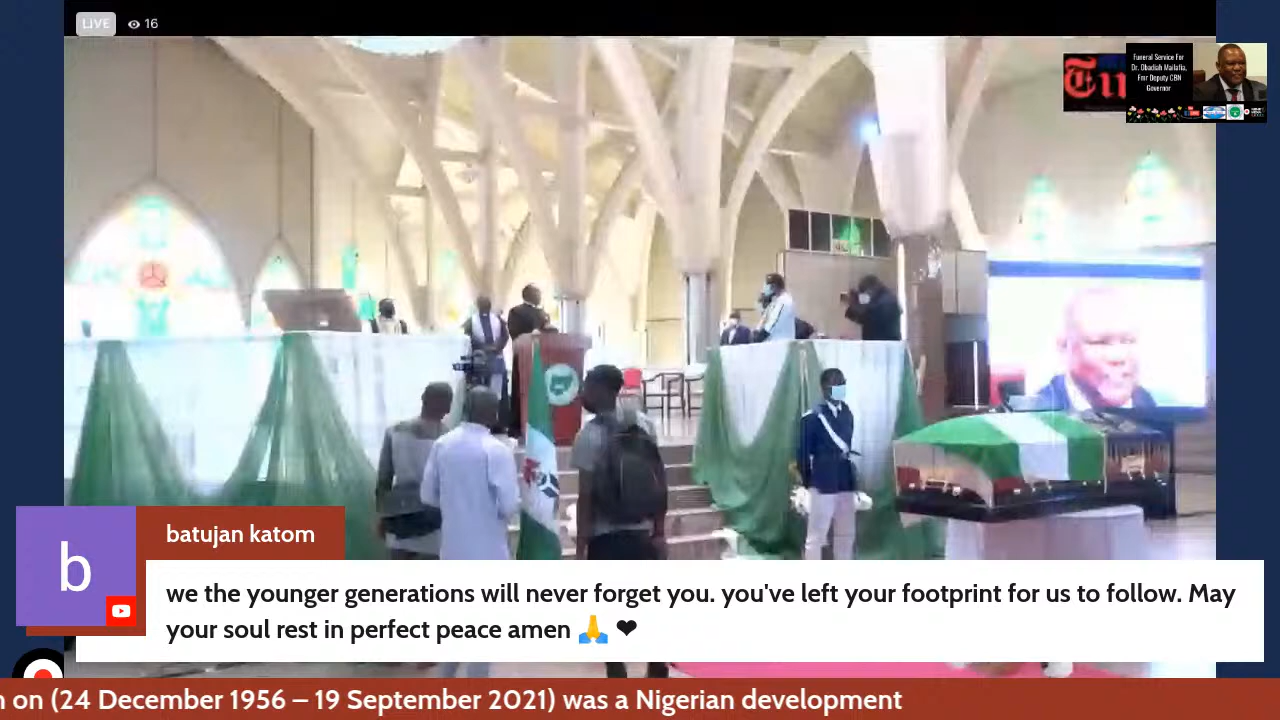 LIVE 16
Funeral Service For
Dr. Obadiah Mailafia,
Fmr Deputy CBN
Governor
b
batujan katom
we the younger generations will never forget you. you've left your footprint for us to follow. May
your soul rest in perfect peace amen 🙏 ❤
n on (24 December 1956 – 19 September 2021) was a Nigerian development